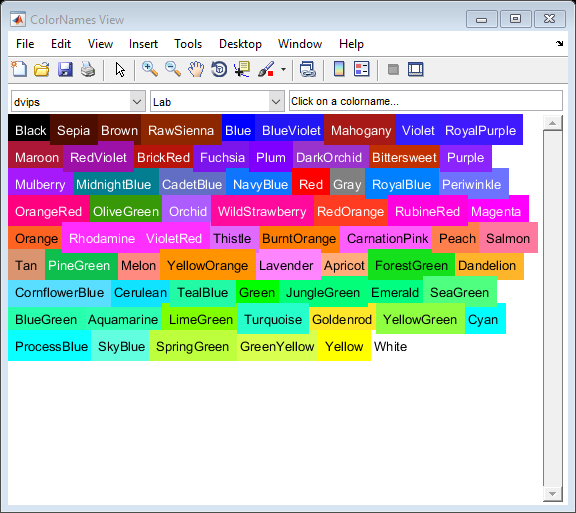 ColorNames View
File Edit View Insert Tools Desktop Window Help
dvips Lab Click on a colorname...
Black Sepia Brown RawSienna Blue BlueViolet Mahogany Violet RoyalPurple
Maroon RedViolet BrickRed Fuchsia Plum DarkOrchid Bittersweet Purple
Mulberry MidnightBlue CadetBlue NavyBlue Red Gray RoyalBlue Periwinkle
OrangeRed OliveGreen Orchid WildStrawberry RedOrange RubineRed Magenta
Orange Rhodamine VioletRed Thistle BurntOrange CarnationPink Peach Salmon
Tan PineGreen Melon YellowOrange Lavender Apricot ForestGreen Dandelion
CornflowerBlue Cerulean TealBlue Green JungleGreen Emerald SeaGreen
BlueGreen Aquamarine LimeGreen Turquoise Goldenrod YellowGreen Cyan
ProcessBlue SkyBlue SpringGreen GreenYellow Yellow White